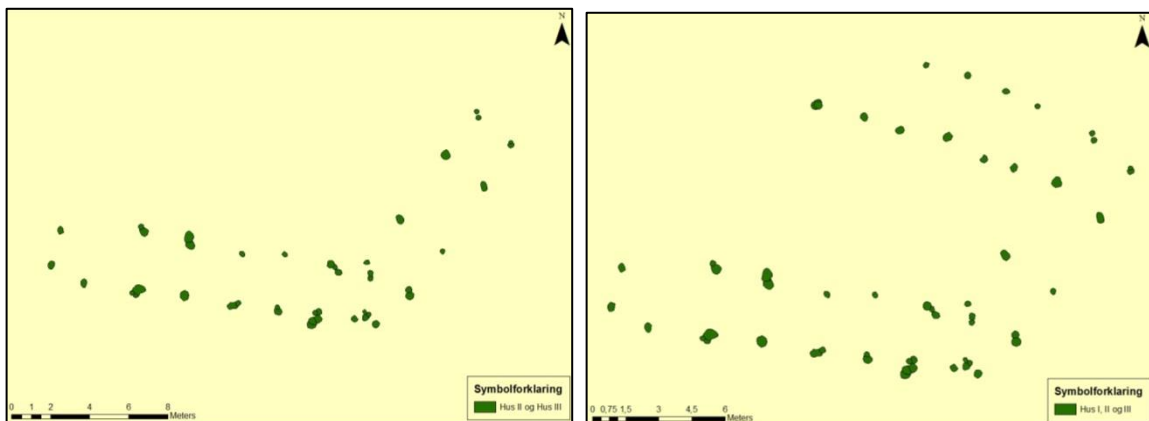 N
Symbolforklaring
Hus II og Hus III
0 1 2 4 6 8
Meters
N
Symbolforklaring
Hus I, II og III
0 0,75 1,5 3 4,5 6
Meters